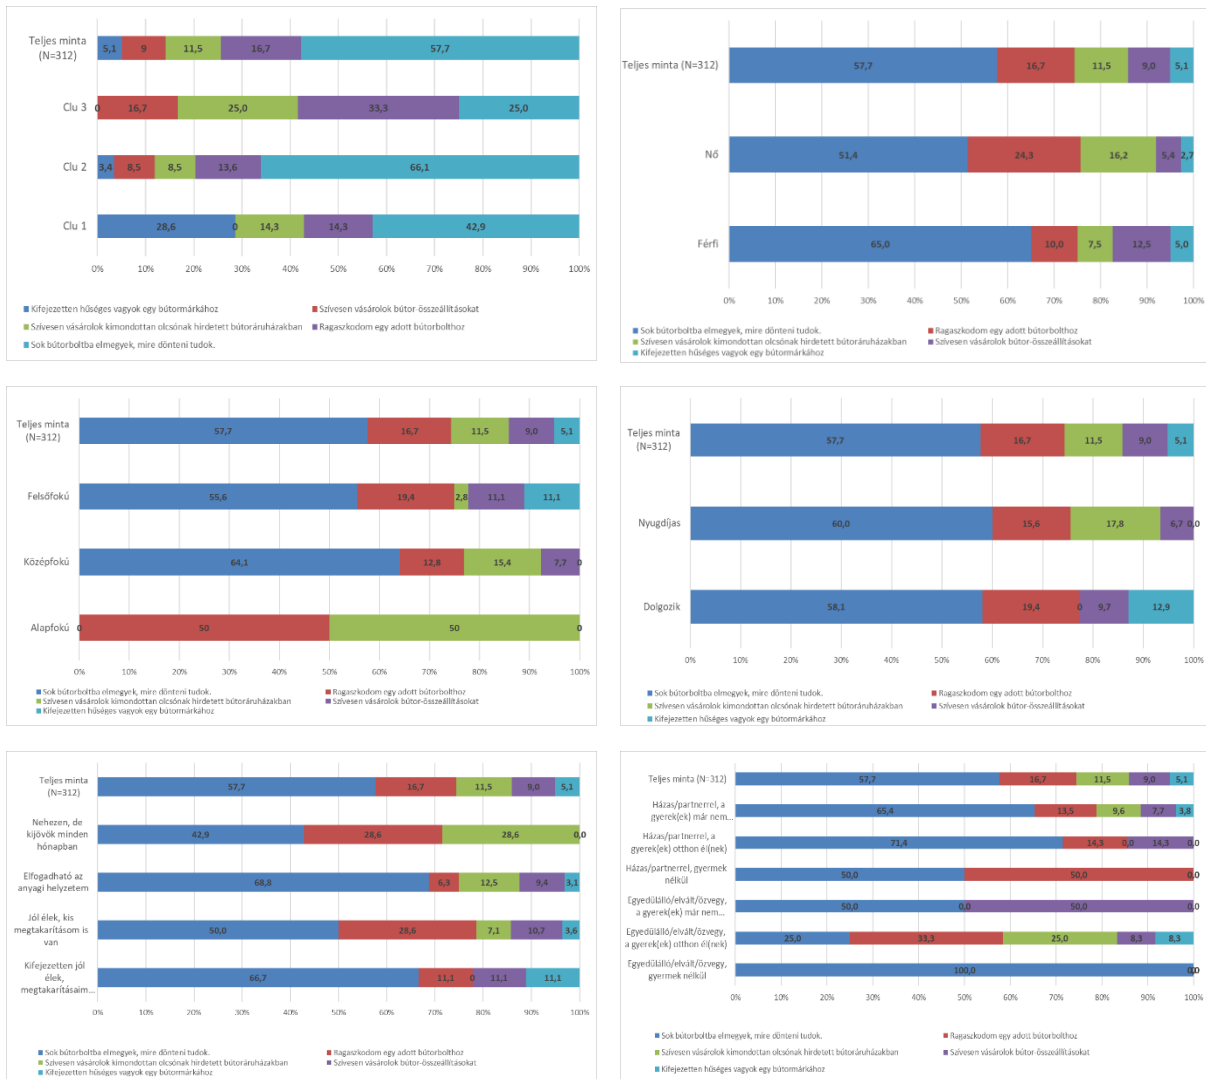 Teljes minta
(N=312)
5,1 9 11,5 16,7 57,7
Clu 3
0 16,7 25,0 33,3 25,0
Clu 2
3,4 8,5 8,5 13,6 66,1
Clu 1
28,6 0 14,3 14,3 42,9
0% 10% 20% 30% 40% 50% 60% 70% 80% 90% 100%
Kifejezetten hűséges vagyok egy bútormárkához Szívesen vásárolok bútor-összeállításokat
Szívesen vásárolok kimondottan olcsónak hirdetett bútoráruházakban Ragaszkodom egy adott bútorbolthoz
Sok bútorboltba elmegyek, mire dönteni tudok.
Teljes minta (N=312)
57,7 16,7 11,5 9,0 5,1
Nő
51,4 24,3 16,2 5,4 2,7
Férfi
65,0 10,0 7,5 12,5 5,0
0% 10% 20% 30% 40% 50% 60% 70% 80% 90% 100%
Sok bútorboltba elmegyek, mire dönteni tudok. Ragaszkodom egy adott bútorbolthoz
Szívesen vásárolok kimondottan olcsónak hirdetett bútoráruházakban Szívesen vásárolok bútor-összeállításokat
Kifejezetten hűséges vagyok egy bútormárkához
Teljes minta
(N=312)
57,7 16,7 11,5 9,0 5,1
Felsőfokú
55,6 19,4 2,8 11,1 11,1
Középfokú
64,1 12,8 15,4 7,7 0
Alapfokú
0 50 50 0
0% 10% 20% 30% 40% 50% 60% 70% 80% 90% 100%
Sok bútorboltba elmegyek, mire dönteni tudok. Ragaszkodom egy adott bútorbolthoz
Szívesen vásárolok kimondottan olcsónak hirdetett bútoráruházakban Szívesen vásárolok bútor-összeállításokat
Kifejezetten hűséges vagyok egy bútormárkához
Teljes minta
(N=312)
57,7 16,7 11,5 9,0 5,1
Nyugdíjas
60,0 15,6 17,8 6,7 0,0
Dolgozik
58,1 19,4 0 9,7 12,9
0% 10% 20% 30% 40% 50% 60% 70% 80% 90% 100%
Sok bútorboltba elmegyek, mire dönteni tudok. Ragaszkodom egy adott bútorbolthoz
Szívesen vásárolok kimondottan olcsónak hirdetett bútoráruházakban Szívesen vásárolok bútor-összeállításokat
Kifejezetten hűséges vagyok egy bútormárkához
Teljes minta
(N=312)
57,7 16,7 11,5 9,0 5,1
Nehezen, de
kijövök minden
hónapban
42,9 28,6 28,6 0,0
Elfogadható az
anyagi helyzetem
68,8 6,3 12,5 9,4 3,1
Jól élek, kis
megtakarításom is
van
50,0 28,6 7,1 10,7 3,6
Kifejezetten jól
élek,
megtakarításaim...
66,7 11,1 0 11,1 11,1
0% 10% 20% 30% 40% 50% 60% 70% 80% 90% 100%
Sok bútorboltba elmegyek, mire dönteni tudok. Ragaszkodom egy adott bútorbolthoz
Szívesen vásárolok kimondottan olcsónak hirdetett bútoráruházakban Szívesen vásárolok bútor-összeállításokat
Kifejezetten hűséges vagyok egy bútormárkához
Teljes minta (N=312)
57,7 16,7 11,5 9,0 5,1
Házas/partnerrel, a
gyerek(ek) már nem...
65,4 13,5 9,6 7,7 3,8
Házas/partnerrel, a
gyerek(ek) otthon él(nek)
71,4 14,3 0,0 14,3 0,0
Házas/partnerrel, gyermek
nélkül
50,0 50,0 0,0
Egyedülálló/elvált/özvegy,
a gyerek(ek) már nem...
50,0 0,0 50,0 0,0
Egyedülálló/elvált/özvegy,
a gyerek(ek) otthon él(nek)
25,0 33,3 25,0 8,3 8,3
Egyedülálló/elvált/özvegy,
gyermek nélkül
100,0 0,0
0% 10% 20% 30% 40% 50% 60% 70% 80% 90% 100%
Sok bútorboltba elmegyek, mire dönteni tudok. Ragaszkodom egy adott bútorbolthoz
Szívesen vásárolok kimondottan olcsónak hirdetett bútoráruházakban Szívesen vásárolok bútor-összeállításokat
Kifejezetten hűséges vagyok egy bútormárkához